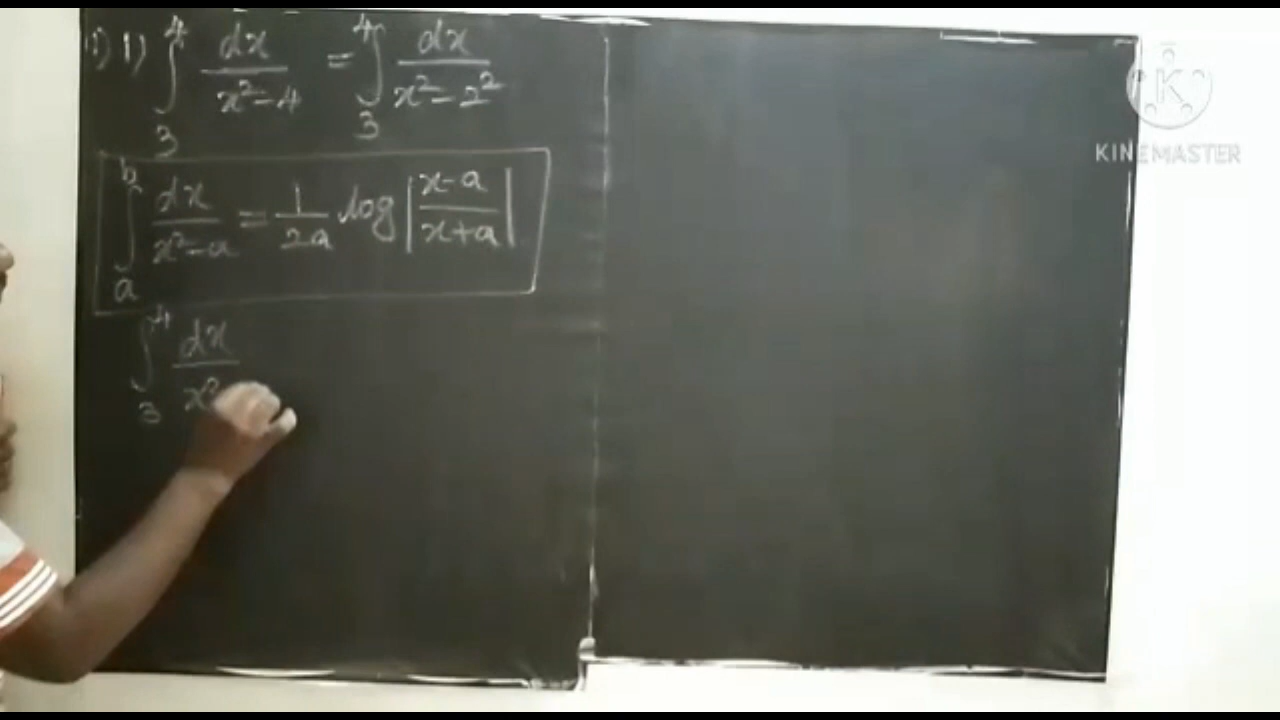 1) ∫₃⁴ dx/(x²-4) = ∫₃⁴ dx/(x²-2²)
∫ₐᵇ dx/(x²-a) = 1/2a log|(x-a)/(x+a)|
∫₃⁴ dx/x²
K
KINEMASTER